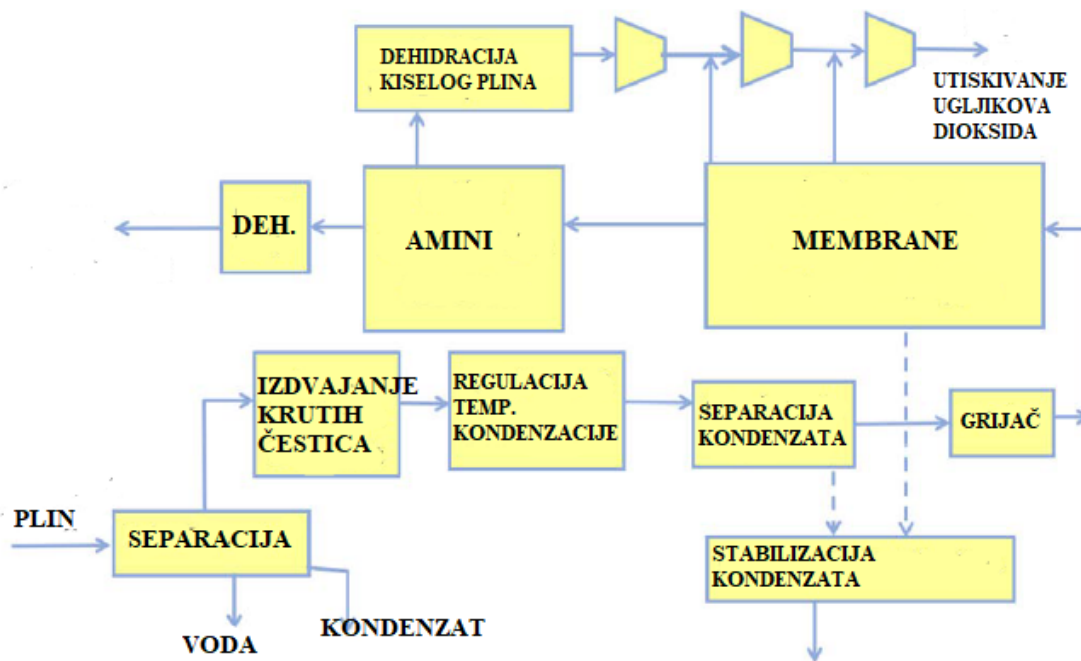 DEHIDRACIJA
KISELOG PLINA
UTISKIVANJE
UGLJIKOVA
DIOKSIDA
DEH.
AMINI
MEMBRANE
IZDVAJANJE
KRUTIH
ČESTICA
REGULACIJA
TEMP.
KONDENZACIJE
SEPARACIJA
KONDENZATA
GRIJAČ
PLIN
SEPARACIJA
STABILIZACIJA
KONDENZATA
VODA
KONDENZAT